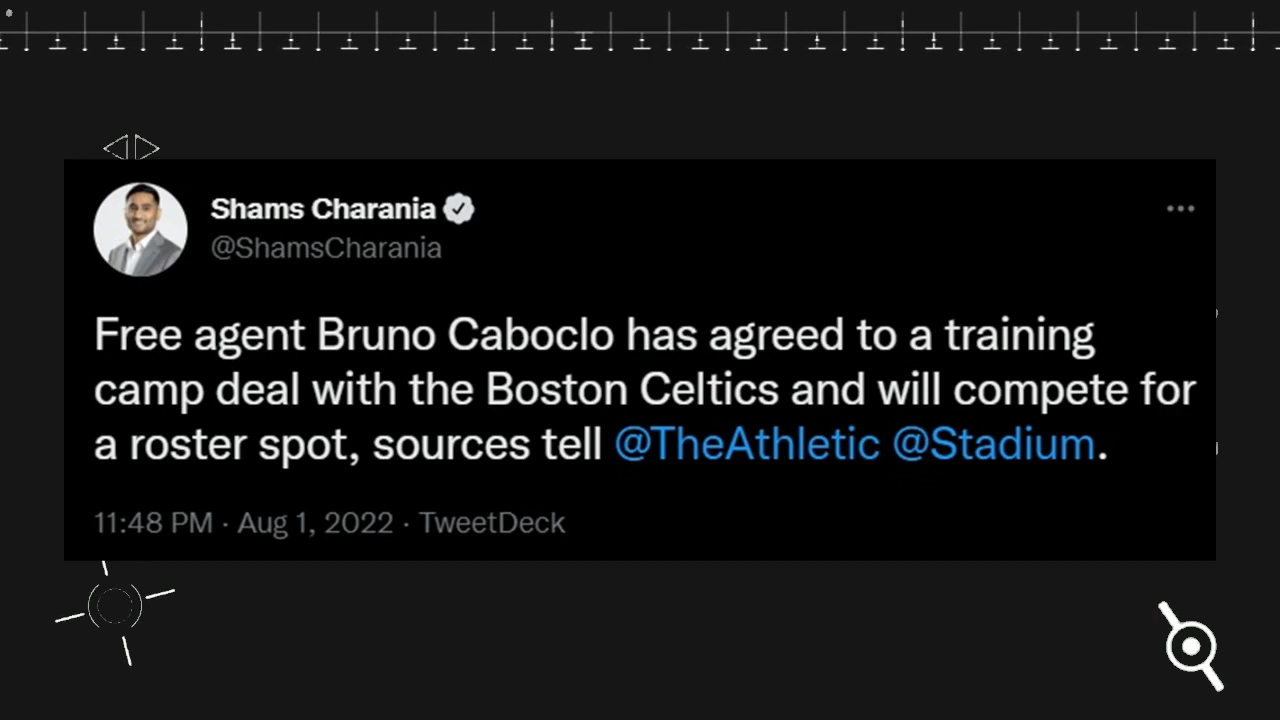 Shams Charania
@ShamsCharania
Free agent Bruno Caboclo has agreed to a training
camp deal with the Boston Celtics and will compete for
a roster spot, sources tell @TheAthletic @Stadium.
11:48 PM · Aug 1, 2022 · TweetDeck